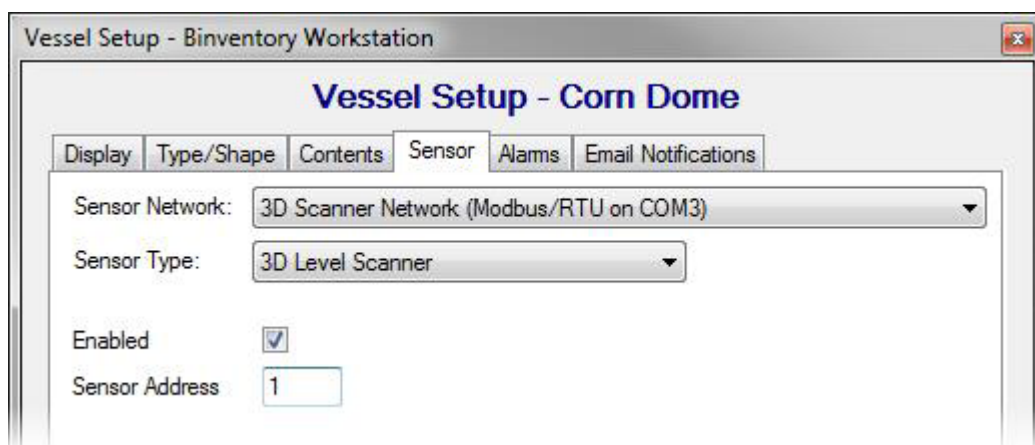 Vessel Setup - Binventory Workstation
Vessel Setup - Corn Dome
Display Type/Shape Contents Sensor Alarms Email Notifications
Sensor Network: 3D Scanner Network (Modbus/RTU on COM3)
Sensor Type: 3D Level Scanner
Enabled
Sensor Address 1